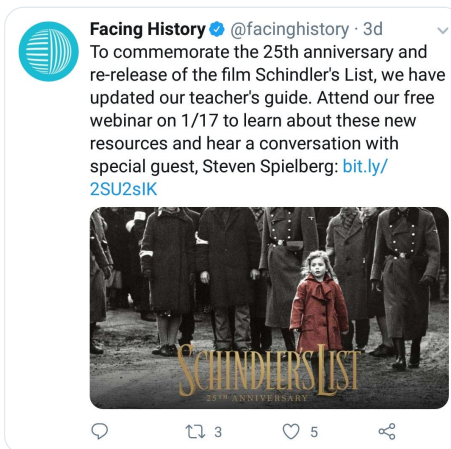 Facing History @facinghistory · 3d
To commemorate the 25th anniversary and
re-release of the film Schindler's List, we have
updated our teacher's guide. Attend our free
webinar on 1/17 to learn about these new
resources and hear a conversation with
special guest, Steven Spielberg: bit.ly/
2SU2sIK
SCHINDLER'S LIST
25TH ANNIVERSARY
3 5